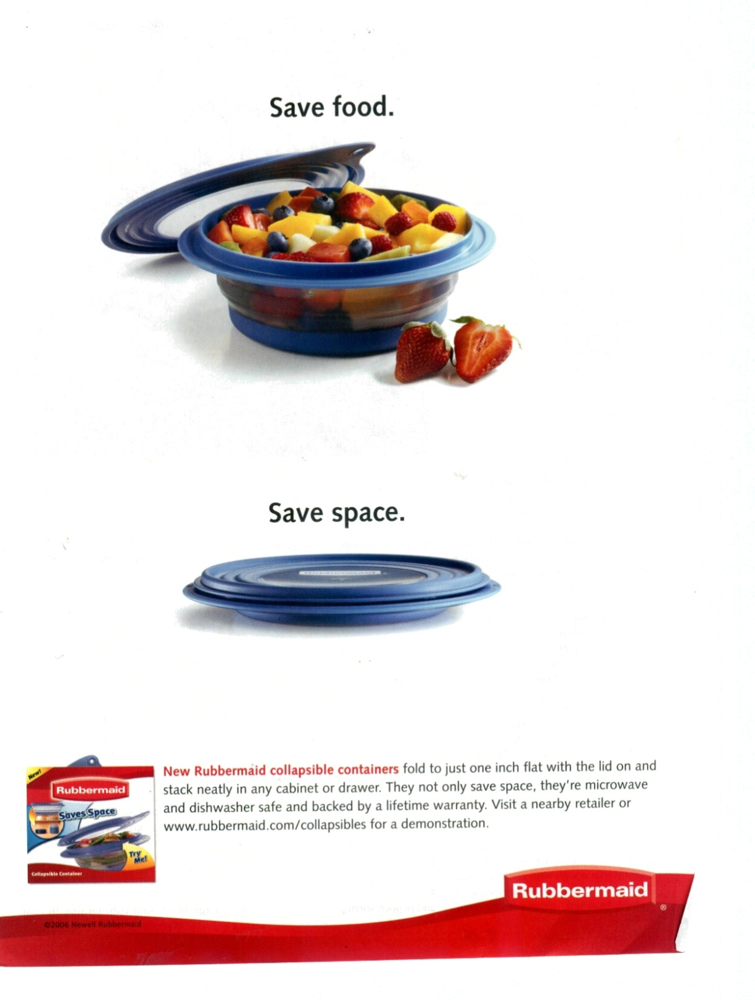 Save food.
Save space.
Rubbermaid
New!
Rubbermaid
Saves Space
Try
Me!
Collapsible Container
New Rubbermaid collapsible containers fold to just one inch flat with the lid on and
stack neatly in any cabinet or drawer. They not only save space, they're microwave
and dishwasher safe and backed by a lifetime warranty. Visit a nearby retailer or
www.rubbermaid.com/collapsibles for a demonstration.
Rubbermaid
®
©2006 Newell Rubbermaid